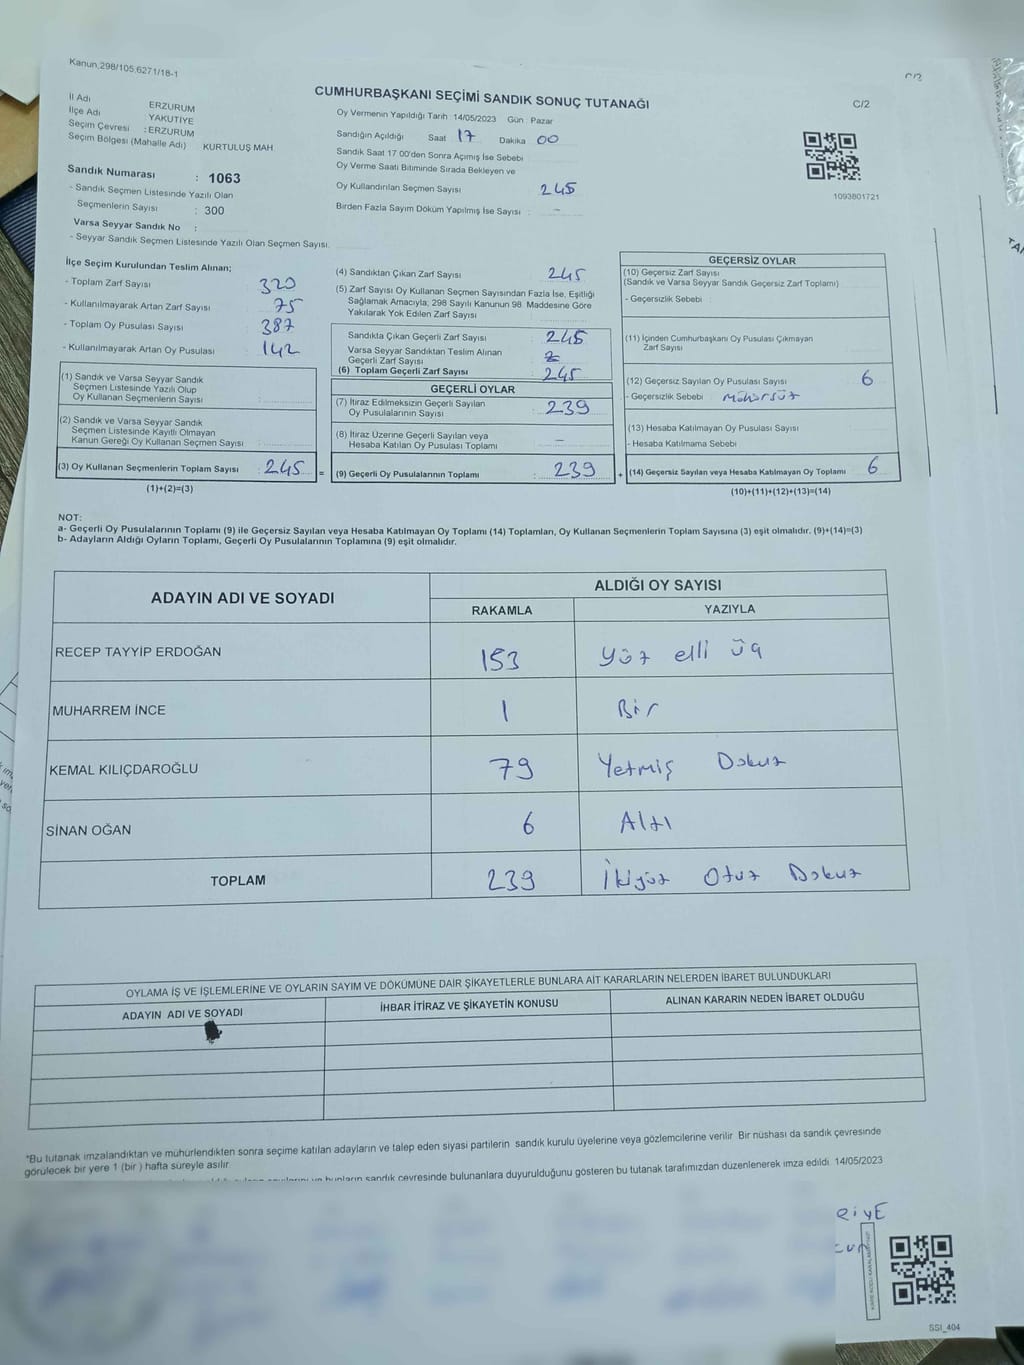 Kanun.298/105,6271/18-1
C/2
CUMHURBAŞKANI SEÇİMİ SANDIK SONUÇ TUTANAĞI
C/2
İl Adı ERZURUM
İlçe Adı YAKUTİYE
Seçim Çevresi : ERZURUM
Seçim Bölgesi (Mahalle Adı) KURTULUŞ MAH.
Oy Vermenin Yapıldığı Tarih 14/05/2023 Gün : Pazar
Sandığın Açıldığı Saat 17 Dakika 00
Sandık Saat 17 00'den Sonra Açımış İse Sebebi
Oy Verme Saati Bitiminde Sırada Bekleyen ve
Oy Kullandırılan Seçmen Sayısı 245
Birden Fazla Sayım Döküm Yapılmış İse Sayısı : -
1093801721
Sandık Numarası : 1063
- Sandık Seçmen Listesinde Yazılı Olan
Seçmenlerin Sayısı : 300
Varsa Seyyar Sandık No :
- Seyyar Sandık Seçmen Listesinde Yazılı Olan Seçmen Sayısı:
İlçe Seçim Kurulundan Teslim Alınan;
- Toplam Zarf Sayısı 320
- Kullanılmayarak Artan Zarf Sayısı 75
- Toplam Oy Pusulası Sayısı 387
- Kullanılmayarak Artan Oy Pusulası 142
(1) Sandık ve Varsa Seyyar Sandık
Seçmen Listesinde Yazılı Olup
Oy Kullanan Seçmenlerin Sayısı :
(2) Sandık ve Varsa Seyyar Sandık
Seçmen Listesinde Kayıtlı Olmayan
Kanun Gereği Oy Kullanan Seçmen Sayısı :
(3) Oy Kullanan Seçmenlerin Toplam Sayısı : 245 =
(1)+(2)=(3)
(4) Sandıktan Çıkan Zarf Sayısı : 245
(5) Zarf Sayısı Oy Kullanan Seçmen Sayısından Fazla İse, Eşitliği
Sağlamak Amacıyla; 298 Sayılı Kanunun 98. Maddesine Göre
Yakılarak Yok Edilen Zarf Sayısı :
Sandıkta Çıkan Geçerli Zarf Sayısı : 245
Varsa Seyyar Sandıktan Teslim Alınan
Geçerli Zarf Sayısı
(6) Toplam Geçerli Zarf Sayısı : 245
GEÇERLİ OYLAR
(7) İtiraz Edilmeksizin Geçerli Sayılan
Oy Pusulalarının Sayısı : 239
(8) İtiraz Üzerine Geçerli Sayılan veya
Hesaba Katılan Oy Pusulası Toplamı : -
(9) Geçerli Oy Pusulalarının Toplamı : 239 +
GEÇERSİZ OYLAR
(10) Geçersiz Zarf Sayısı
(Sandık ve Varsa Seyyar Sandık Geçersiz Zarf Toplamı)
- Geçersizlik Sebebi
(11) İçinden Cumhurbaşkanı Oy Pusulası Çıkmayan
Zarf Sayısı
(12) Geçersiz Sayılan Oy Pusulası Sayısı 6
- Geçersizlik Sebebi Mühürsüz
(13) Hesaba Katılmayan Oy Pusulası Sayısı
- Hesaba Katılmama Sebebi
(14) Geçersiz Sayılan veya Hesaba Katılmayan Oy Toplamı 6
(10)+(11)+(12)+(13)=(14)
NOT:
a- Geçerli Oy Pusulalarının Toplamı (9) ile Geçersiz Sayılan veya Hesaba Katılmayan Oy Toplamı (14) Toplamları, Oy Kullanan Seçmenlerin Toplam Sayısına (3) eşit olmalıdır. (9)+(14)=(3)
b- Adayların Aldığı Oyların Toplamı, Geçerli Oy Pusulalarının Toplamına (9) eşit olmalıdır.
ADAYIN ADI VE SOYADI
ALDIĞI OY SAYISI
RAKAMLA YAZIYLA
RECEP TAYYİP ERDOĞAN 153 Yüz elli üç
MUHARREM İNCE 1 Bir
KEMAL KILIÇDAROĞLU 79 Yetmiş Dokuz
SİNAN OĞAN 6 Altı
TOPLAM 239 İkiyüz Otuz Dokuz
OYLAMA İŞ VE İŞLEMLERİNE VE OYLARIN SAYIM VE DÖKÜMÜNE DAİR ŞİKAYETLERLE BUNLARA AİT KARARLARIN NELERDEN İBARET BULUNDUKLARI
ADAYIN ADI VE SOYADI İHBAR İTİRAZ VE ŞİKAYETİN KONUSU ALINAN KARARIN NEDEN İBARET OLDUĞU
*Bu tutanak imzalandıktan ve mühürlendikten sonra seçime katılan adayların ve talep eden siyasi partilerin sandık kurulu üyelerine veya gözlemcilerine verilir Bir nüshası da sandık çevresinde
görülecek bir yere 1 (bir ) hafta süreyle asılır.
bunların sandık çevresinde bulunanlara duyurulduğunu gösteren bu tutanak tarafımızdan düzenlenerek imza edildi 14/05/2023
SSI_404